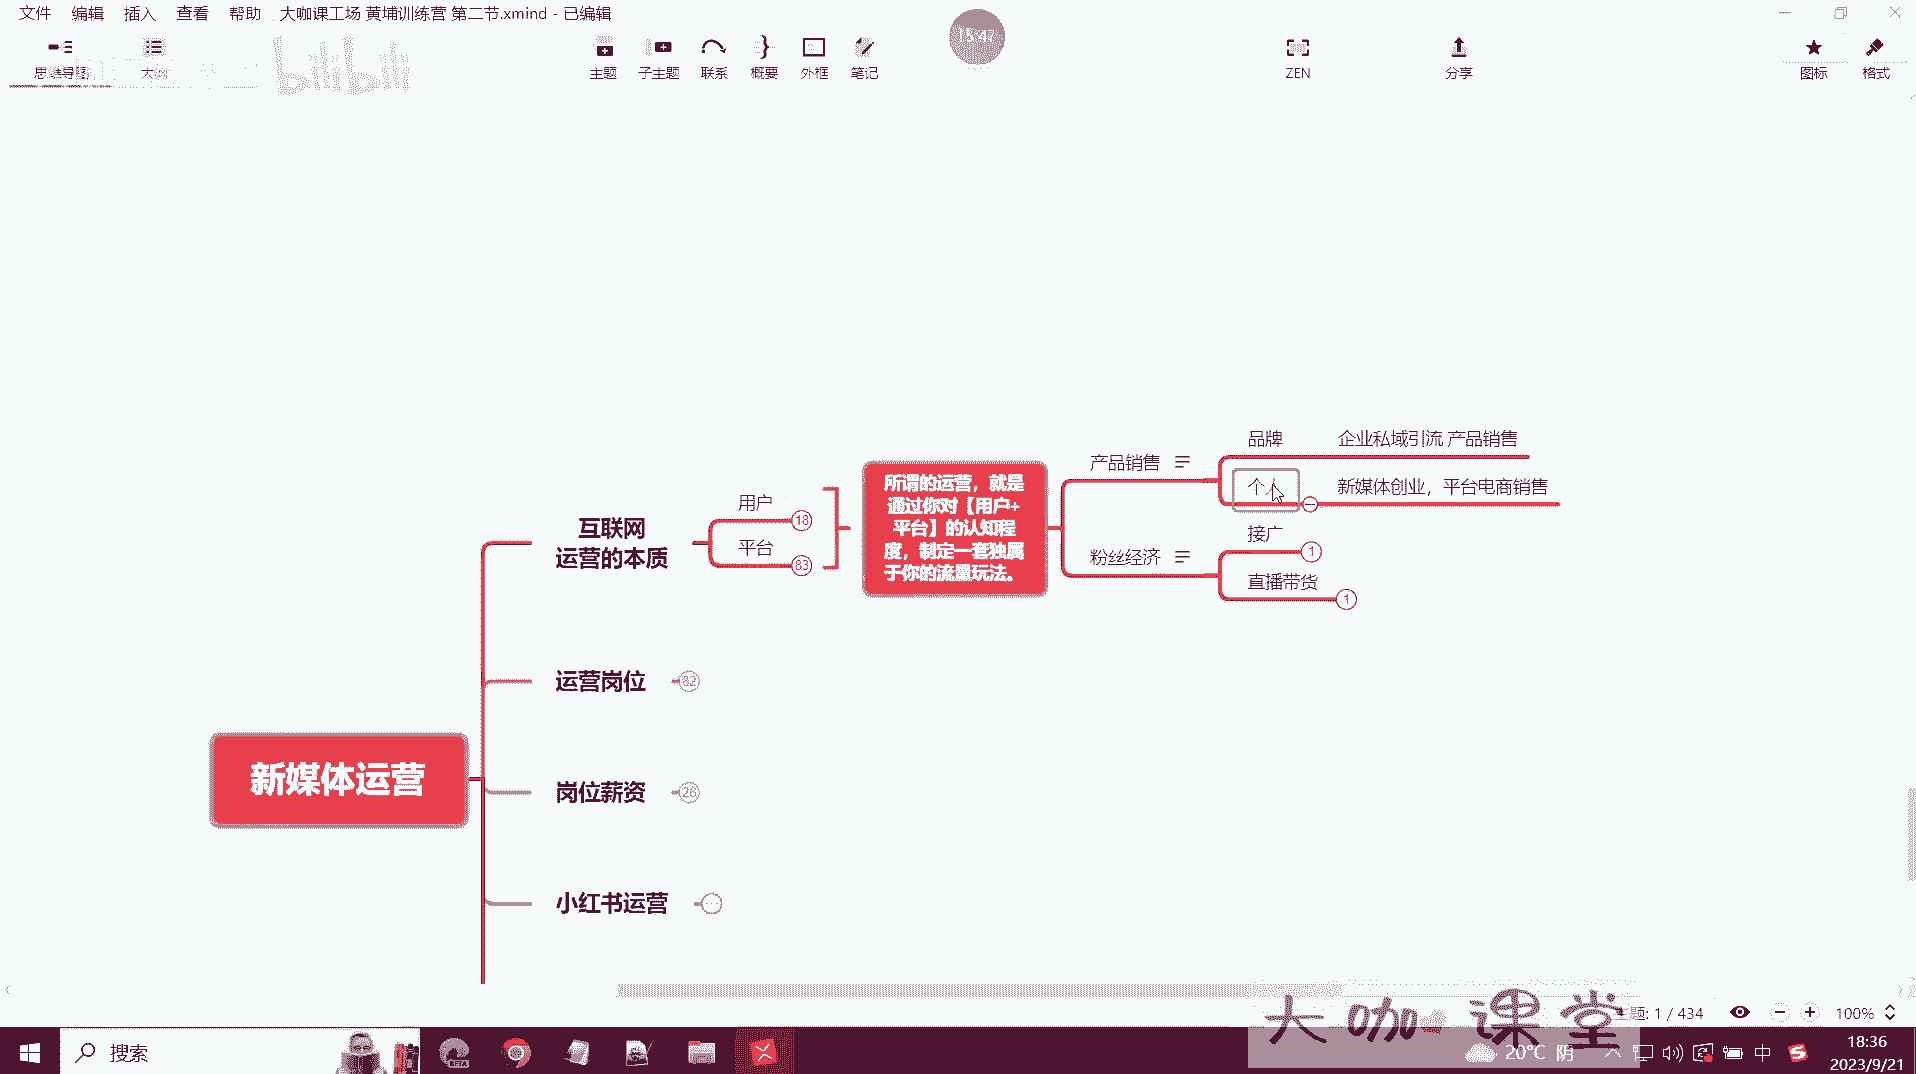 文件 编辑 插入 查看 帮助 大咖课工场 黄埔训练营 第二节.xmind - 已编辑
思维导图 大纲 主题 子主题 联系 概要 外框 笔记 ZEN 分享 图标 格式
bilibili
15:47
品牌 企业私域引流 产品销售
产品销售
个人 新媒体创业，平台电商销售
所谓的运营，就是
通过你对【用户+
平台】的认知程
度，制定一套独属
于你的流量玩法。
用户 18
平台 83
互联网
运营的本质
接广 1
粉丝经济
直播带货 1
运营岗位 82
新媒体运营
岗位薪资 26
小红书运营
主题: 1 / 434 100%
大咖课堂
搜索
BETA
20°C 阴
中
18:36
2023/9/21